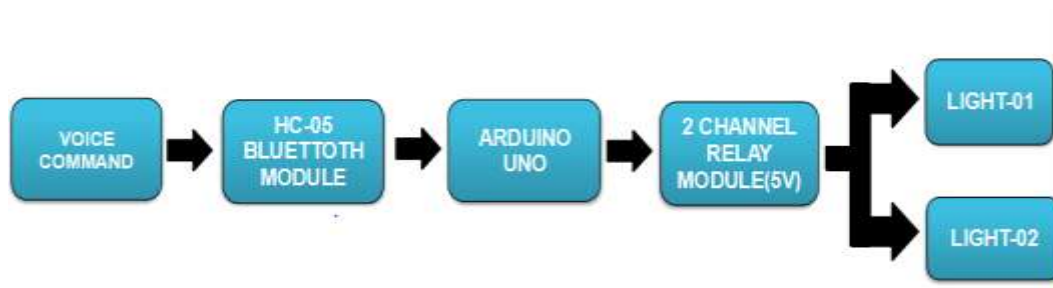 VOICE
COMMAND
HC-05
BLUETTOTH
MODULE
ARDUINO
UNO
2 CHANNEL
RELAY
MODULE(5V)
LIGHT-01
LIGHT-02